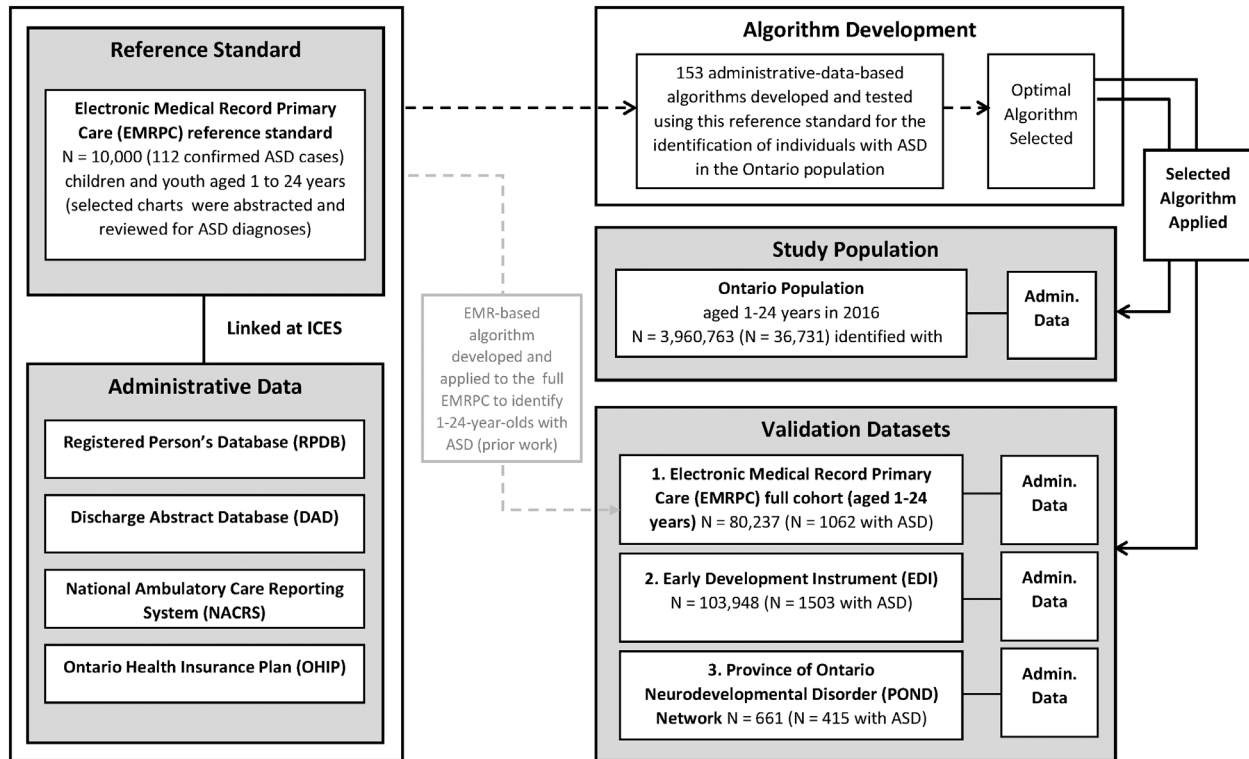 Reference Standard
Electronic Medical Record Primary
Care (EMRPC) reference standard
N = 10,000 (112 confirmed ASD cases)
children and youth aged 1 to 24 years
(selected charts were abstracted and
reviewed for ASD diagnoses)
Linked at ICES
Administrative Data
Registered Person's Database (RPDB)
Discharge Abstract Database (DAD)
National Ambulatory Care Reporting
System (NACRS)
Ontario Health Insurance Plan (OHIP)
EMR-based
algorithm
developed and
applied to the full
EMRPC to identify
1-24-year-olds with
ASD (prior work)
Algorithm Development
153 administrative-data-based
algorithms developed and tested
using this reference standard for the
identification of individuals with ASD
in the Ontario population
Optimal
Algorithm
Selected
Selected
Algorithm
Applied
Study Population
Ontario Population
aged 1-24 years in 2016
N = 3,960,763 (N = 36,731) identified with
Admin.
Data
Validation Datasets
1. Electronic Medical Record Primary
Care (EMRPC) full cohort (aged 1-24
years) N = 80,237 (N = 1062 with ASD)
Admin.
Data
2. Early Development Instrument (EDI)
N = 103,948 (N = 1503 with ASD)
Admin.
Data
3. Province of Ontario
Neurodevelopmental Disorder (POND)
Network N = 661 (N = 415 with ASD)
Admin.
Data